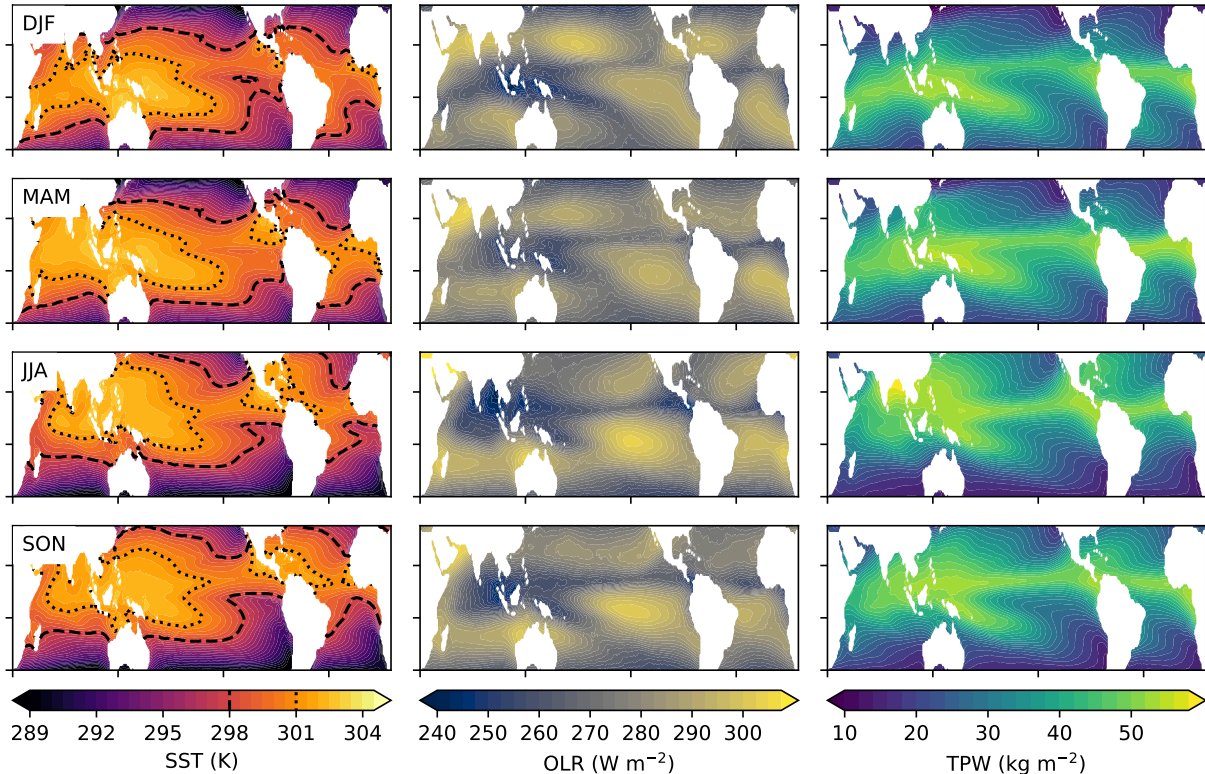 DJF
MAM
JJA
SON
289 292 295 298 301 304
SST (K)
240 250 260 270 280 290 300
OLR (W m⁻²)
10 20 30 40 50
TPW (kg m⁻²)